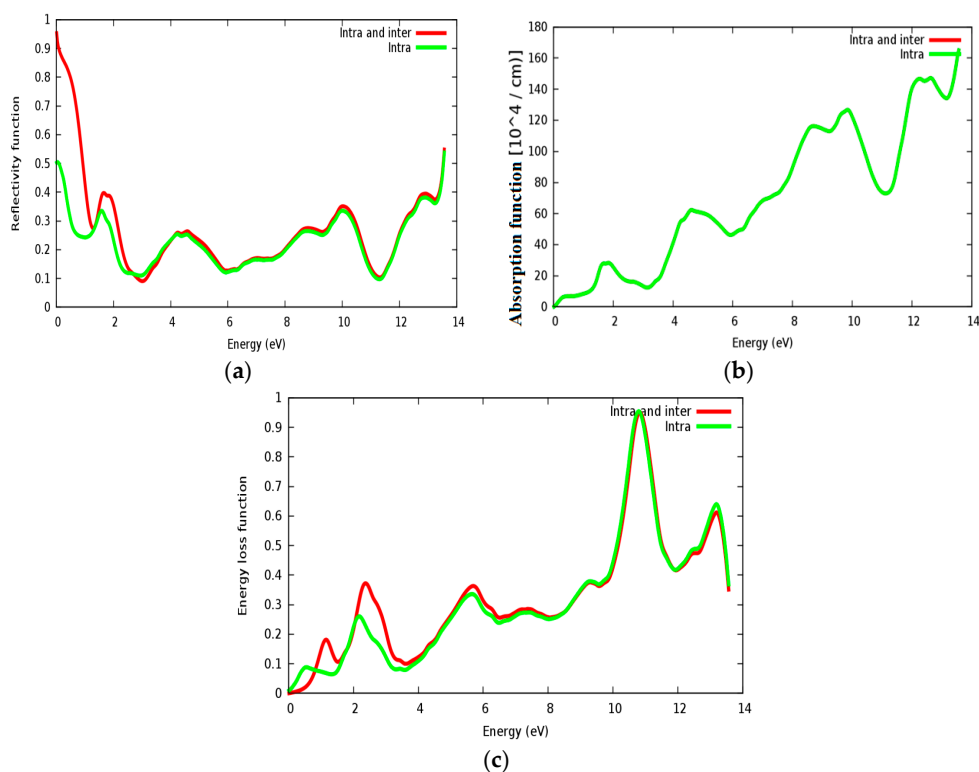 Reflectivity function
1
0.9
0.8
0.7
0.6
0.5
0.4
0.3
0.2
0.1
0
Intra and inter
Intra
0 2 4 6 8 10 12 14
Energy (eV)
(a)
Absorption function [10^4 / cm)]
180
160
140
120
100
80
60
40
20
0
Intra and inter
Intra
0 2 4 6 8 10 12 14
Energy (eV)
(b)
Energy loss function
1
0.9
0.8
0.7
0.6
0.5
0.4
0.3
0.2
0.1
0
Intra and inter
Intra
0 2 4 6 8 10 12 14
Energy (eV)
(c)